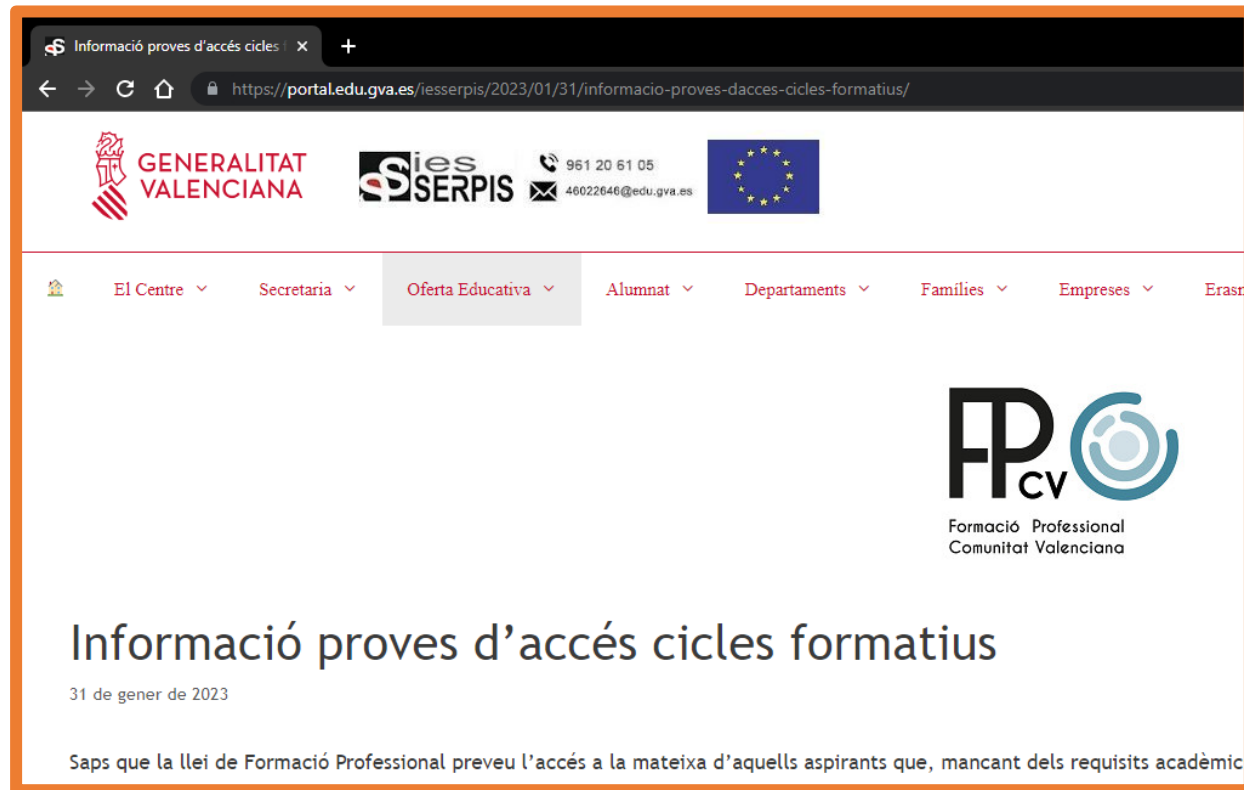 Informació proves d'accés cicles f
https://portal.edu.gva.es/iesserpis/2023/01/31/informacio-proves-dacces-cicles-formatius/
GENERALITAT
VALENCIANA
ies
SERPIS
961 20 61 05
46022646@edu.gva.es
El Centre Secretaria Oferta Educativa Alumnat Departaments Famílies Empreses Erasm
FP
CV
Formació Professional
Comunitat Valenciana
Informació proves d'accés cicles formatius
31 de gener de 2023
Saps que la llei de Formació Professional preveu l'accés a la mateixa d'aquells aspirants que, mancant dels requisits acadèmic